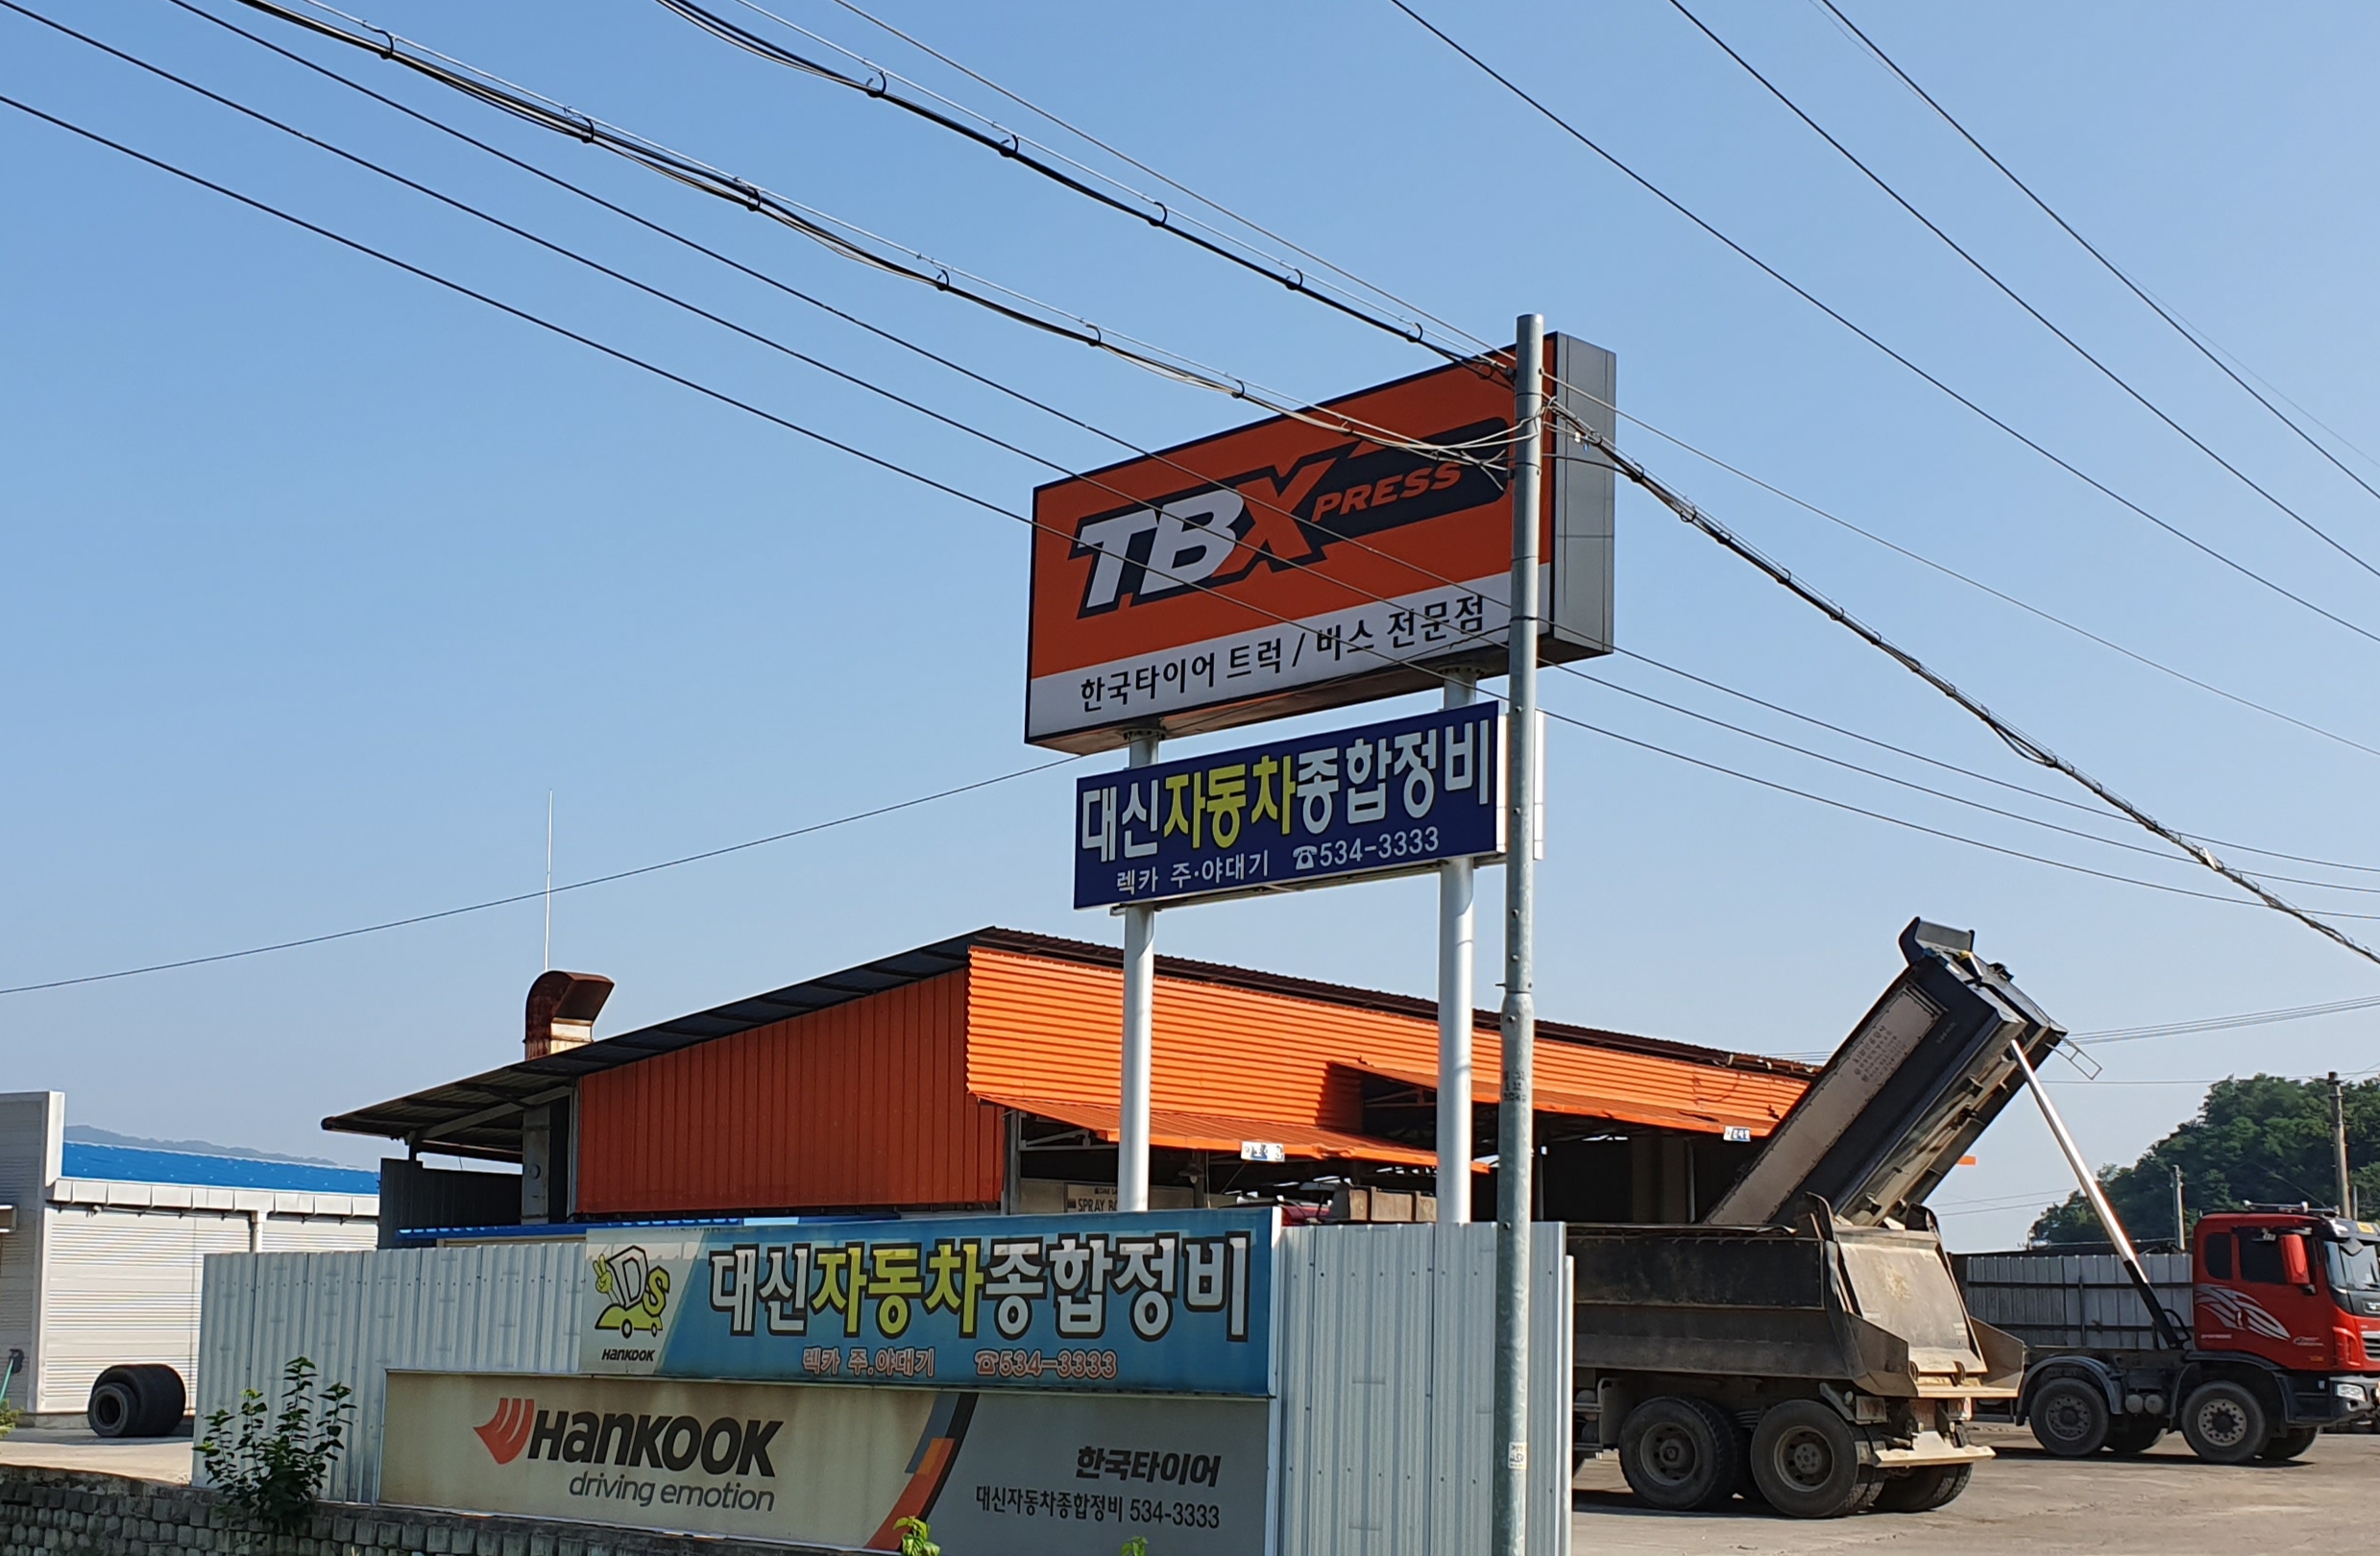 TBXPRESS
한국타이어 트럭 / 버스 전문점
대신자동차종합정비
렉카 주·야대기 ☎534-3333
SPRAY
대신자동차종합정비
HANKOOK
렉카 주.야대기 ☎534-3333
HANKOOK
driving emotion
한국타이어
대신자동차종합정비 534-3333